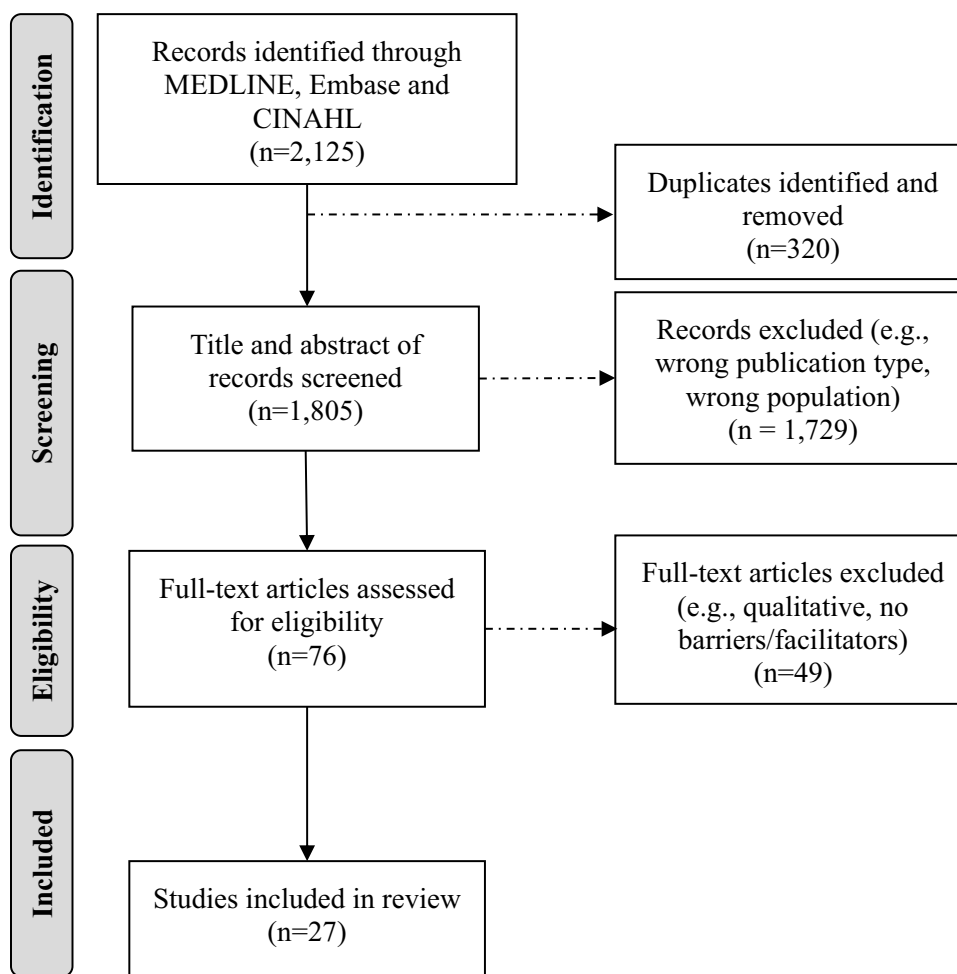 Identification
Records identified through
MEDLINE, Embase and
CINAHL
(n=2,125)
Duplicates identified and
removed
(n=320)
Screening
Title and abstract of
records screened
(n=1,805)
Records excluded (e.g.,
wrong publication type,
wrong population)
(n = 1,729)
Eligibility
Full-text articles assessed
for eligibility
(n=76)
Full-text articles excluded
(e.g., qualitative, no
barriers/facilitators)
(n=49)
Included
Studies included in review
(n=27)